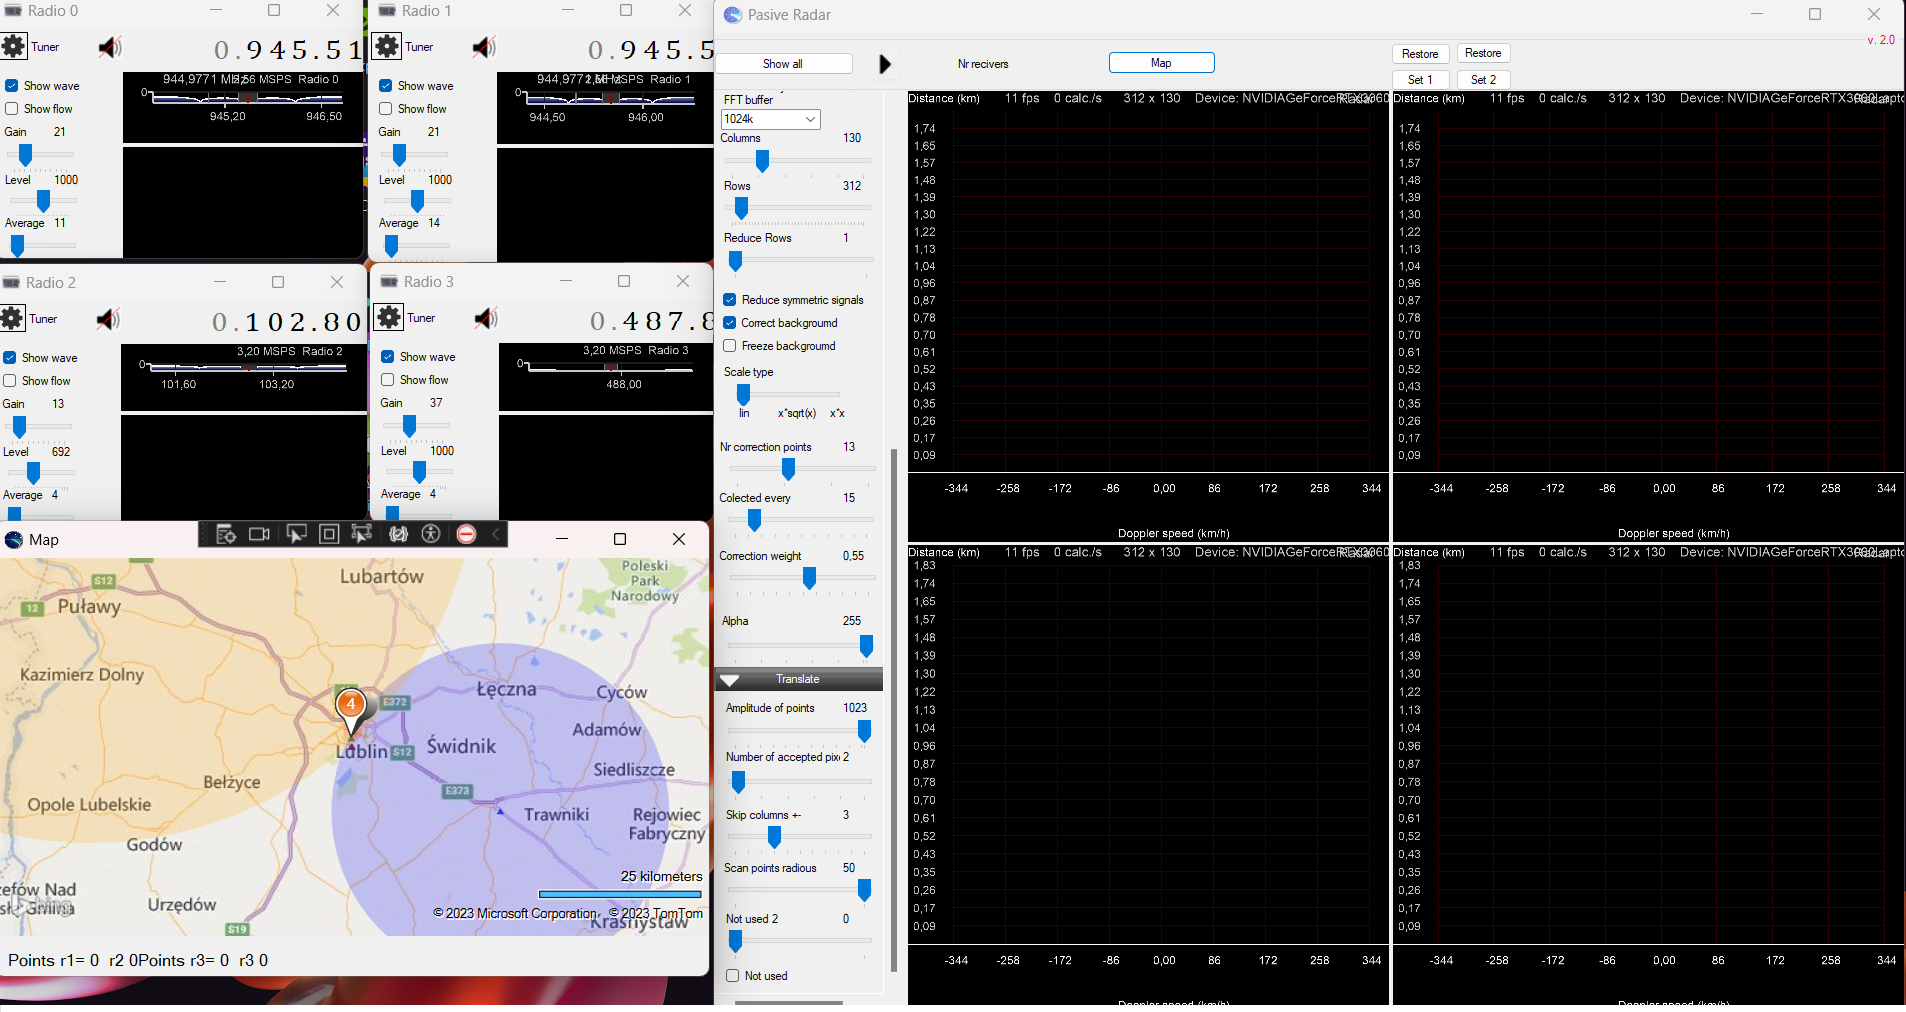 Radio 0
Tuner
0.945.51
Show wave
Show flow
Gain 21
Level 1000
Average 11
944,9771 MHz
2,56 MSPS Radio 0
0
945,20 946,50
Radio 1
Tuner
0.945.5
Show wave
Show flow
Gain 21
Level 1000
Average 14
944,9771 MHz
MSPS Radio 1
0
944,50 946,00
Radio 2
Tuner
0.102.80
Show wave
Show flow
Gain 13
Level 692
Average 4
3,20 MSPS Radio 2
0
101,60 103,20
Radio 3
Tuner
0.487.8
Show wave
Show flow
Gain 37
Level 1000
Average 4
3,20 MSPS Radio 3
0
488,00
Map
Lubartów
Poleski
Park
Narodowy
S12
12
Puławy
Kazimierz Dolny
Łęczna
Cyców
4
E372
Adamów
Lublin
S12
Świdnik
Bełżyce
Siedliszcze
E373
Opole Lubelskie
Trawniki
Rejowiec
Fabryczny
Godów
25 kilometers
Urzędów
© 2023 Microsoft Corporation © 2023 TomTom
Krasnystaw
S19
bing
Points r1= 0 r2 0Points r3= 0 r3 0
Pasive Radar
v. 2.0
Show all
Nr recivers
Map
Restore
Restore
Set 1
Set 2
FFT buffer
1024k
Columns 130
Rows 312
Reduce Rows 1
Reduce symmetric signals
Correct backgroumd
Freeze backgroumd
Scale type
lin x*sqrt(x) x*x
Nr correction points 13
Colected every 15
Correction weight 0,55
Alpha 255
Translate
Amplitude of points 1023
Number of accepted pix 2
Skip columns +- 3
Scan points radious 50
Not used 2 0
Not used
Distance (km) 11 fps 0 calc./s 312 x 130 Device: NVIDIAGeForceRTX3060
1,74
1,65
1,57
1,48
1,39
1,30
1,22
1,13
1,04
0,96
0,87
0,78
0,70
0,61
0,52
0,43
0,35
0,26
0,17
0,09
-344 -258 -172 -86 0,00 86 172 258 344
Doppler speed (km/h)
Distance (km) 11 fps 0 calc./s 312 x 130 Device: NVIDIAGeForceRTX3060
1,74
1,65
1,57
1,48
1,39
1,30
1,22
1,13
1,04
0,96
0,87
0,78
0,70
0,61
0,52
0,43
0,35
0,26
0,17
0,09
-344 -258 -172 -86 0,00 86 172 258 344
Doppler speed (km/h)
Distance (km) 11 fps 0 calc./s 312 x 130 Device: NVIDIAGeForceRTX3060
1,83
1,74
1,65
1,57
1,48
1,39
1,30
1,22
1,13
1,04
0,96
0,87
0,78
0,70
0,61
0,52
0,43
0,35
0,26
0,17
0,09
-344 -258 -172 -86 0,00 86 172 258 344
Doppler speed (km/h)
Distance (km) 11 fps 0 calc./s 312 x 130 Device: NVIDIAGeForceRTX3060
1,83
1,74
1,65
1,57
1,48
1,39
1,30
1,22
1,13
1,04
0,96
0,87
0,78
0,70
0,61
0,52
0,43
0,35
0,26
0,17
0,09
-344 -258 -172 -86 0,00 86 172 258 344
Doppler speed (km/h)